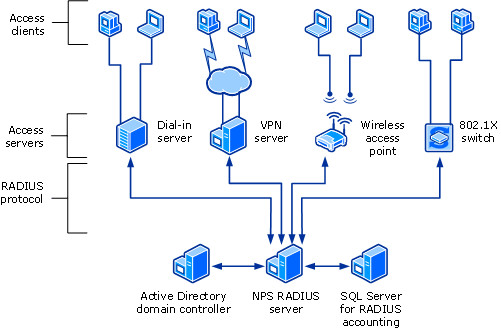 Access
clients
Access
servers
Dial-in
server
VPN
server
Wireless
access
point
802.1X
switch
RADIUS
protocol
Active Directory
domain controller
NPS RADIUS
server
SQL Server
for RADIUS
accounting